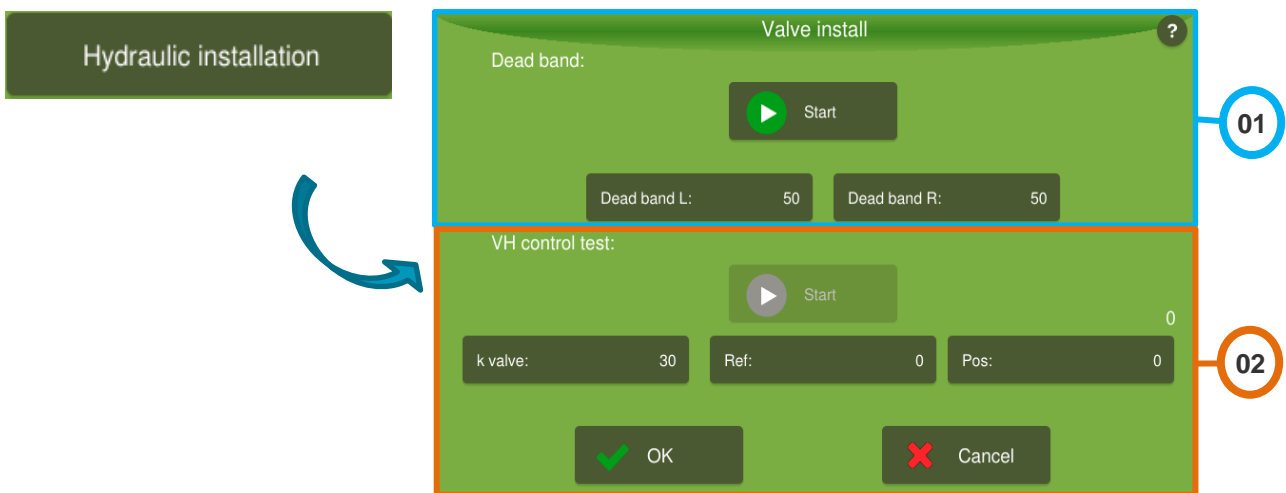 Hydraulic installation
Valve install
?
Dead band:
Start
01
Dead band L: 50
Dead band R: 50
VH control test:
Start
0
k valve: 30
Ref: 0
Pos: 0
02
OK
Cancel